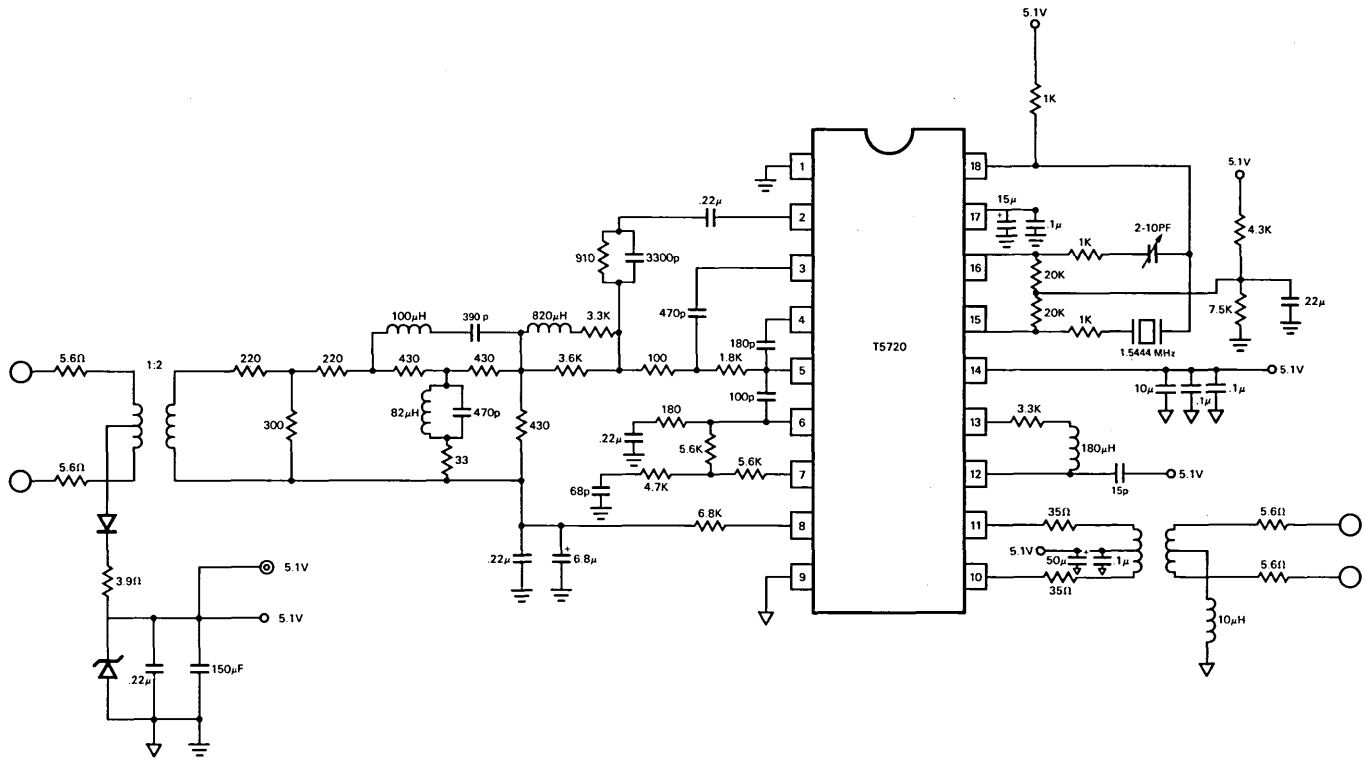 5.1V
1K
5.1V
1
18
15μ
.22μ
2
17
+
.1μ
2-10PF
4.3K
1K
910
3300p
3
16
20K
100μH
390 p
820μH
3.3K
470p
20K
7.5K
22μ
4
15
1K
180p
T5720
1.5444 MHz
5.6Ω
1:2
220
220
430
430
3.6K
100
1.8K
5
14
5.1V
10μ
.1μ
.1μ
82μH
470p
100p
180
3.3K
300
430
6
13
.22μ
5.6K
180μH
33
5.6Ω
5.6K
7
12
68p
4.7K
15p
5.1V
6.8K
8
11
35Ω
5.6Ω
5.1V
+
50μ
.1μ
.22μ
+
6.8μ
9
10
35Ω
5.6Ω
3.9Ω
5.1V
5.1V
10μH
.22μ
150μF